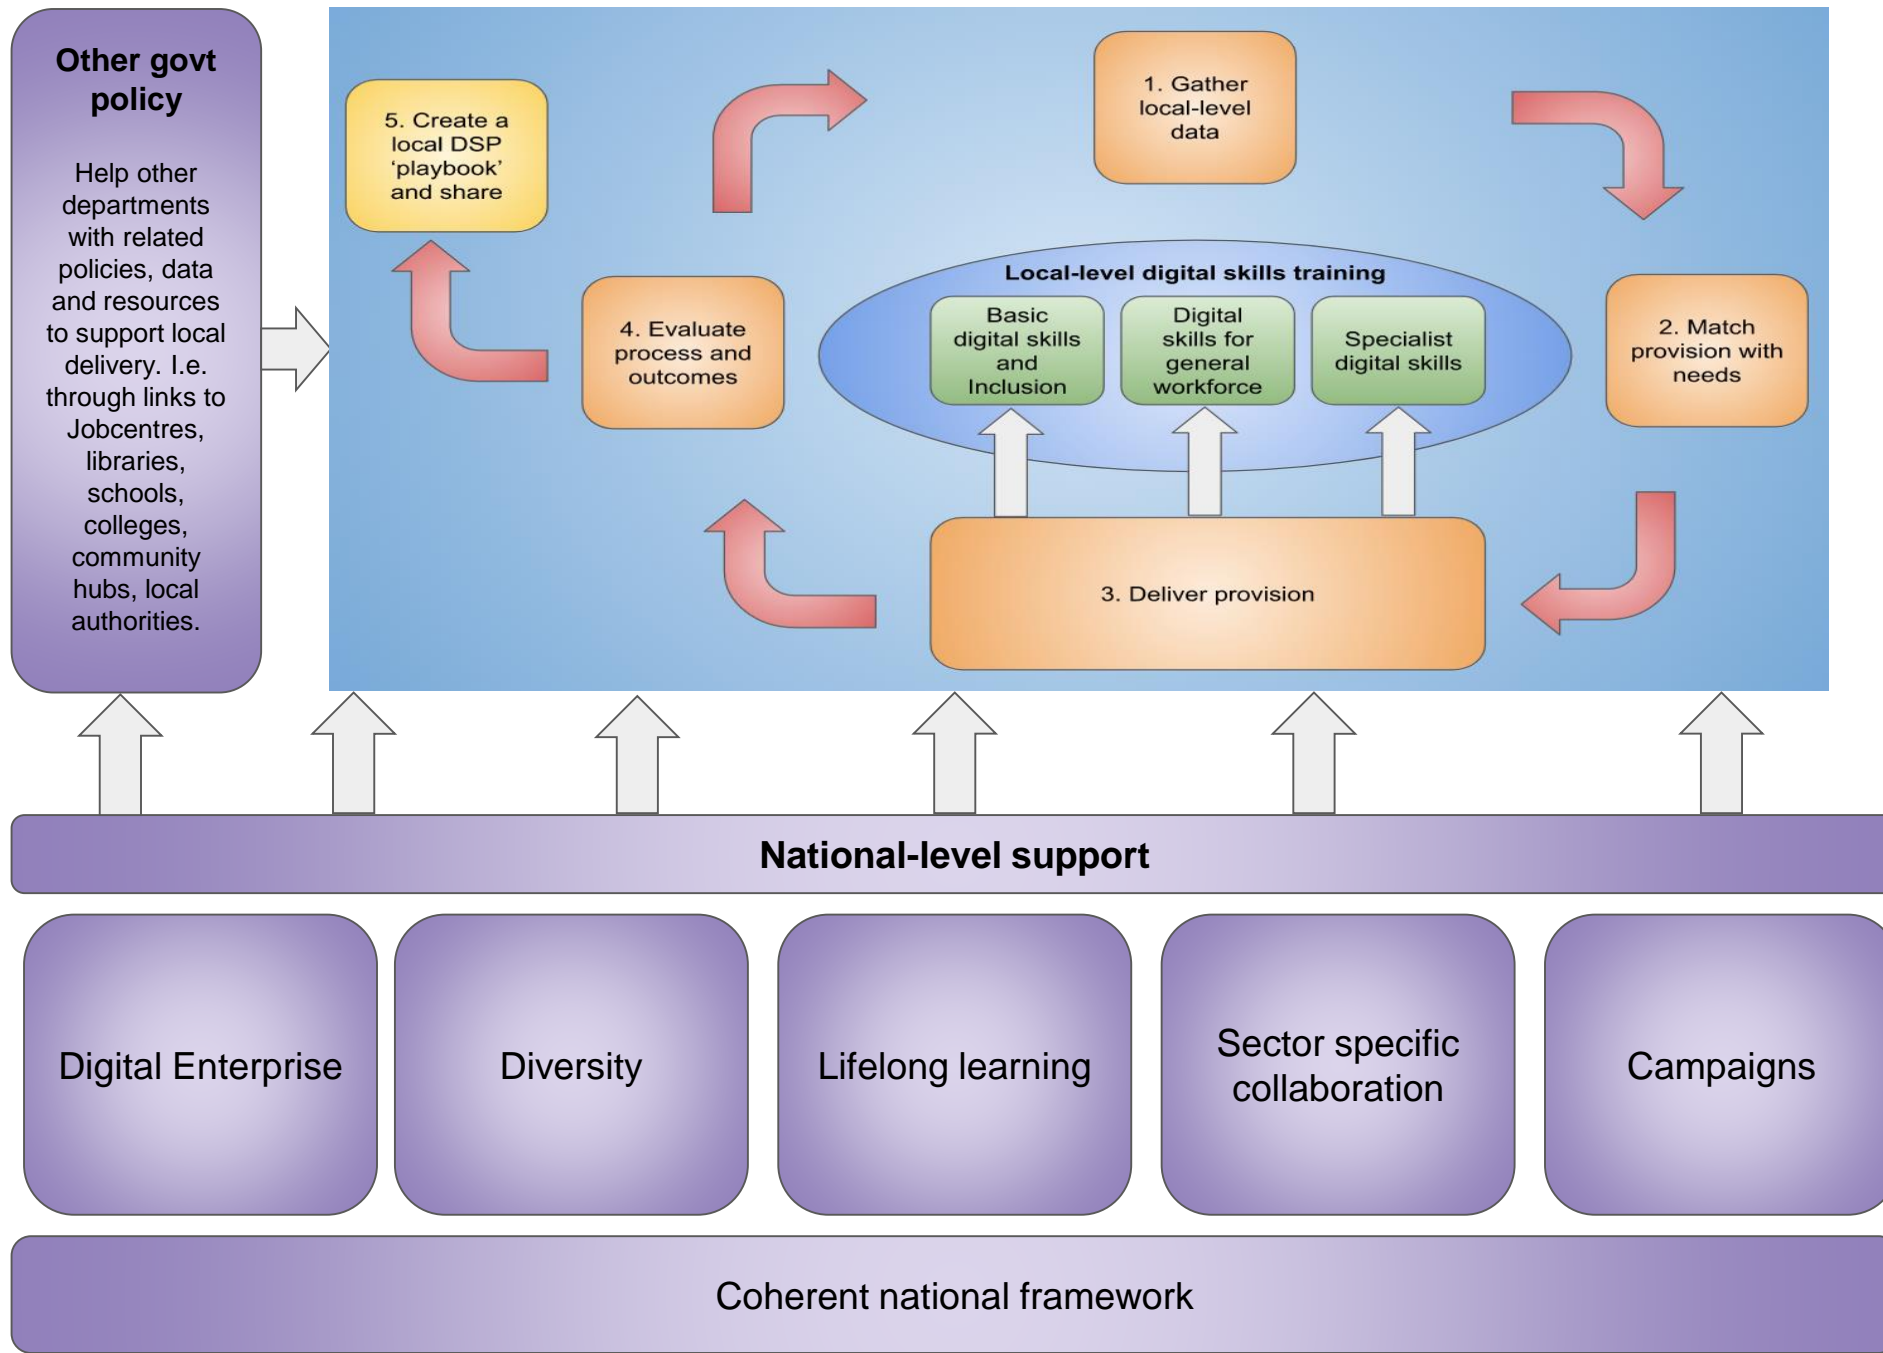 Other govt
policy
Help other
departments
with related
policies, data
and resources
to support local
delivery. I.e.
through links to
Jobcentres,
libraries,
schools,
colleges,
community
hubs, local
authorities.
5. Create a
local DSP
‘playbook’
and share
1. Gather
local-level
data
4. Evaluate
process and
outcomes
Local-level digital skills training
Basic
digital skills
and
Inclusion
Digital
skills for
general
workforce
Specialist
digital skills
2. Match
provision with
needs
3. Deliver provision
National-level support
Digital Enterprise
Diversity
Lifelong learning
Sector specific
collaboration
Campaigns
Coherent national framework